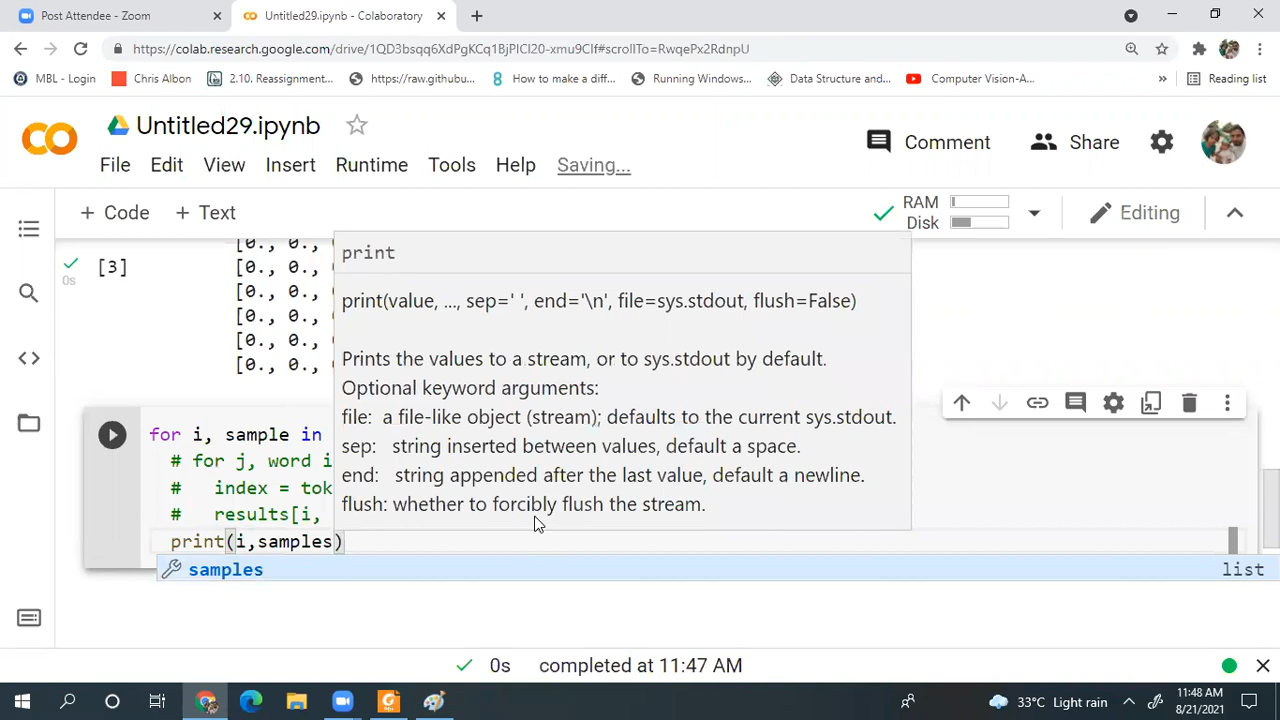 Post Attendee - Zoom
Untitled29.ipynb - Colaboratory
https://colab.research.google.com/drive/1QD3bsqq6XdPgKCq1BjPlCl20-xmu9Clf#scrollTo=RwqePx2RdnpU
MBL - Login
Chris Albon
2.10. Reassignment...
https://raw.githubu...
How to make a diff...
Running Windows...
Data Structure and...
Computer Vision-A...
»
Reading list
Untitled29.ipynb
Comment
Share
File Edit View Insert Runtime Tools Help Saving...
+ Code + Text
RAM
Disk
Editing
[0., 0.,
[3]
0s
[0., 0.,
[0., 0.,
[0., 0.,
[0., 0.,
[0., 0.,
print
print(value, ..., sep=' ', end='\n', file=sys.stdout, flush=False)
Prints the values to a stream, or to sys.stdout by default.
Optional keyword arguments:
file: a file-like object (stream); defaults to the current sys.stdout.
sep: string inserted between values, default a space.
end: string appended after the last value, default a newline.
flush: whether to forcibly flush the stream.
for i, sample in
# for j, word i
# index = tok
# results[i,
print(i,samples)
samples list
0s completed at 11:47 AM
33°C Light rain
11:48 AM
8/21/2021